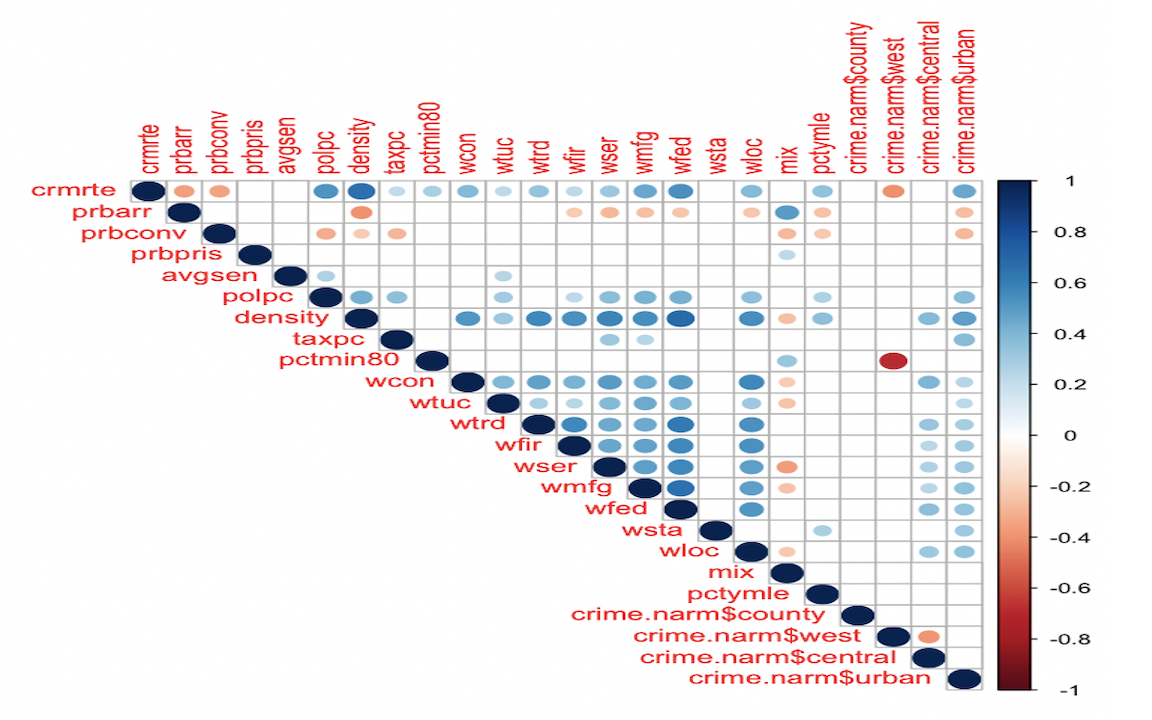 crmrte
prbarr
prbconv
prbpris
avgsen
polpc
density
taxpc
pctmin80
wcon
wtuc
wtrd
wfir
wser
wmfg
wfed
wsta
wloc
mix
pctymle
crime.narm$county
crime.narm$west
crime.narm$central
crime.narm$urban
crmrte
prbarr
prbconv
prbpris
avgsen
polpc
density
taxpc
pctmin80
wcon
wtuc
wtrd
wfir
wser
wmfg
wfed
wsta
wloc
mix
pctymle
crime.narm$county
crime.narm$west
crime.narm$central
crime.narm$urban
1
0.8
0.6
0.4
0.2
0
-0.2
-0.4
-0.6
-0.8
-1